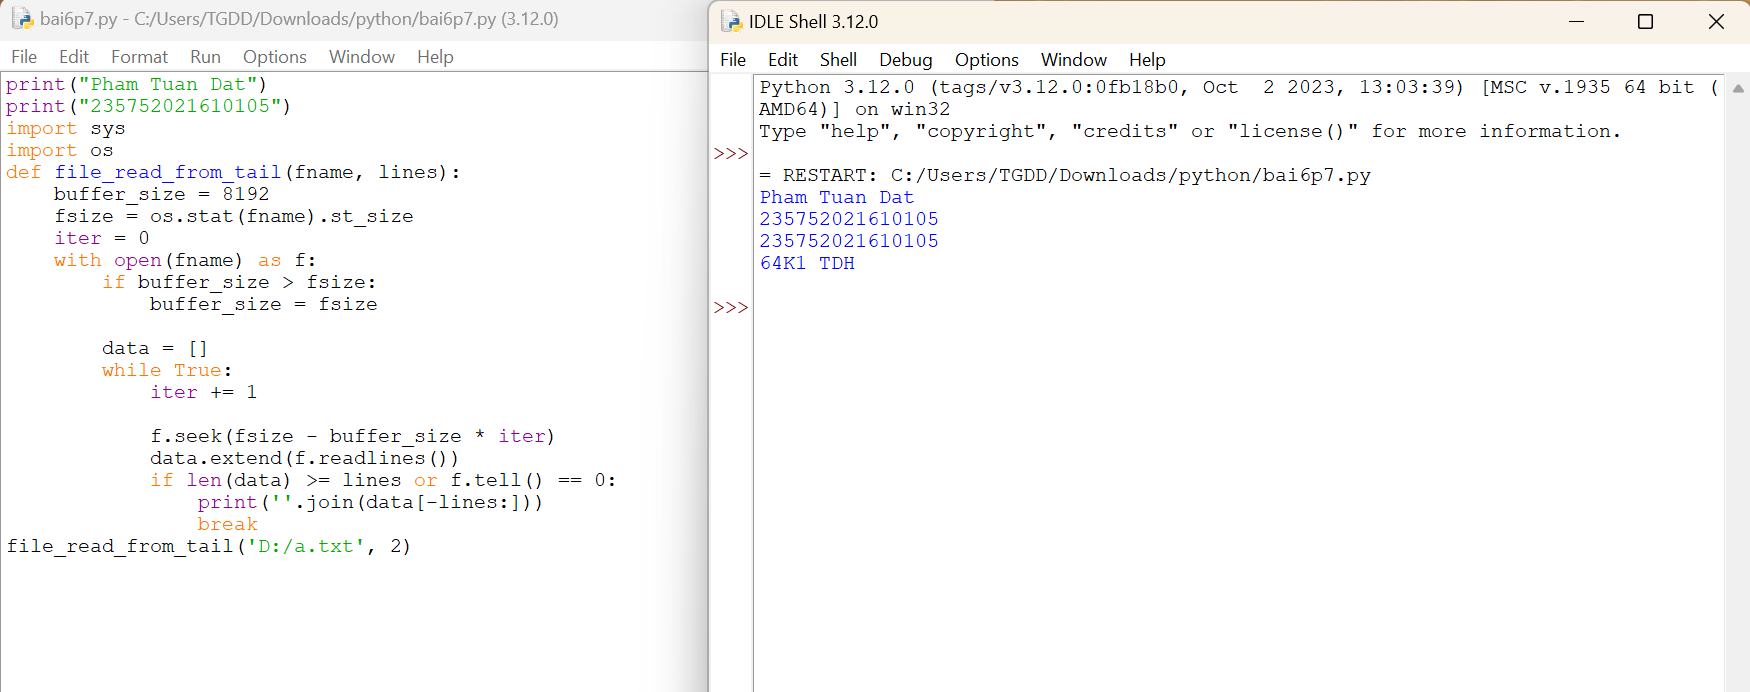 bai6p7.py - C:/Users/TGDD/Downloads/python/bai6p7.py (3.12.0)
File Edit Format Run Options Window Help
print("Pham Tuan Dat")
print("235752021610105")
import sys
import os
def file_read_from_tail(fname, lines):
    buffer_size = 8192
    fsize = os.stat(fname).st_size
    iter = 0
    with open(fname) as f:
        if buffer_size > fsize:
            buffer_size = fsize
        data = []
        while True:
            iter += 1
            f.seek(fsize - buffer_size * iter)
            data.extend(f.readlines())
            if len(data) >= lines or f.tell() == 0:
                print(''.join(data[-lines:]))
                break
file_read_from_tail('D:/a.txt', 2)
IDLE Shell 3.12.0
File Edit Shell Debug Options Window Help
Python 3.12.0 (tags/v3.12.0:0fb18b0, Oct  2 2023, 13:03:39) [MSC v.1935 64 bit (
AMD64)] on win32
Type "help", "copyright", "credits" or "license()" for more information.
>>>
= RESTART: C:/Users/TGDD/Downloads/python/bai6p7.py
Pham Tuan Dat
235752021610105
235752021610105
64K1 TDH
>>>